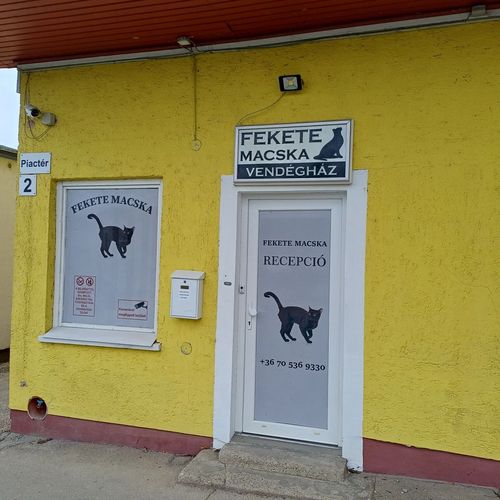 FEKETE
MACSKA
VENDÉGHÁZ
Piactér
2
FEKETE MACSKA
FEKETE MACSKA
RECEPCIÓ
+36 70 536 9330